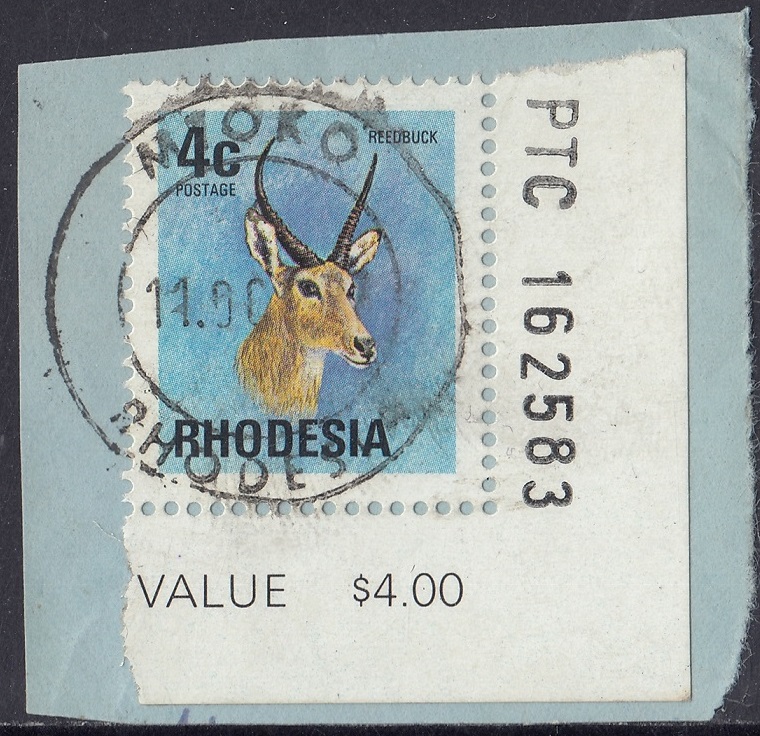 4c
REEDBUCK
POSTAGE
RHODESIA
PTC 162583
VALUE $4.00